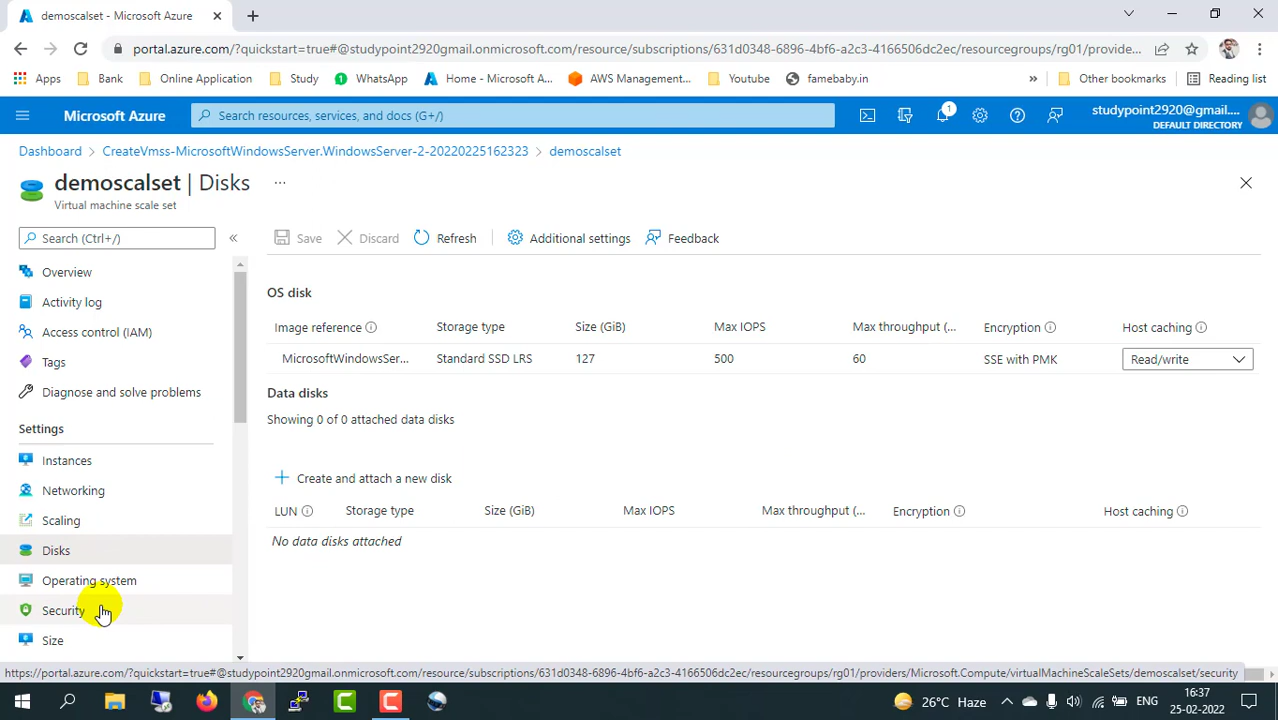 demoscalset - Microsoft Azure
portal.azure.com/?quickstart=true#@studypoint2920gmail.onmicrosoft.com/resource/subscriptions/631d0348-6896-4bf6-a2c3-4166506dc2ec/resourcegroups/rg01/provide...
Apps Bank Online Application Study WhatsApp Home - Microsoft A... AWS Management... Youtube famebaby.in » Other bookmarks Reading list
Microsoft Azure Search resources, services, and docs (G+/) 1 studypoint2920@gmail....
DEFAULT DIRECTORY
Dashboard > CreateVmss-MicrosoftWindowsServer.WindowsServer-2-20220225162323 > demoscalset
demoscalset | Disks ...
Virtual machine scale set
Search (Ctrl+/) «
Overview
Activity log
Access control (IAM)
Tags
Diagnose and solve problems
Settings
Instances
Networking
Scaling
Disks
Operating system
Security
Size
Save Discard Refresh Additional settings Feedback
OS disk
Image reference Storage type Size (GiB) Max IOPS Max throughput (... Encryption Host caching
MicrosoftWindowsSer... Standard SSD LRS 127 500 60 SSE with PMK Read/write
Data disks
Showing 0 of 0 attached data disks
+ Create and attach a new disk
LUN Storage type Size (GiB) Max IOPS Max throughput (... Encryption Host caching
No data disks attached
https://portal.azure.com/?quickstart=true#@studypoint2920gmail.onmicrosoft.com/resource/subscriptions/631d0348-6896-4bf6-a2c3-4166506dc2ec/resourcegroups/rg01/providers/Microsoft.Compute/virtualMachineScaleSets/demoscalset/security
26°C Haze ENG 16:37
25-02-2022